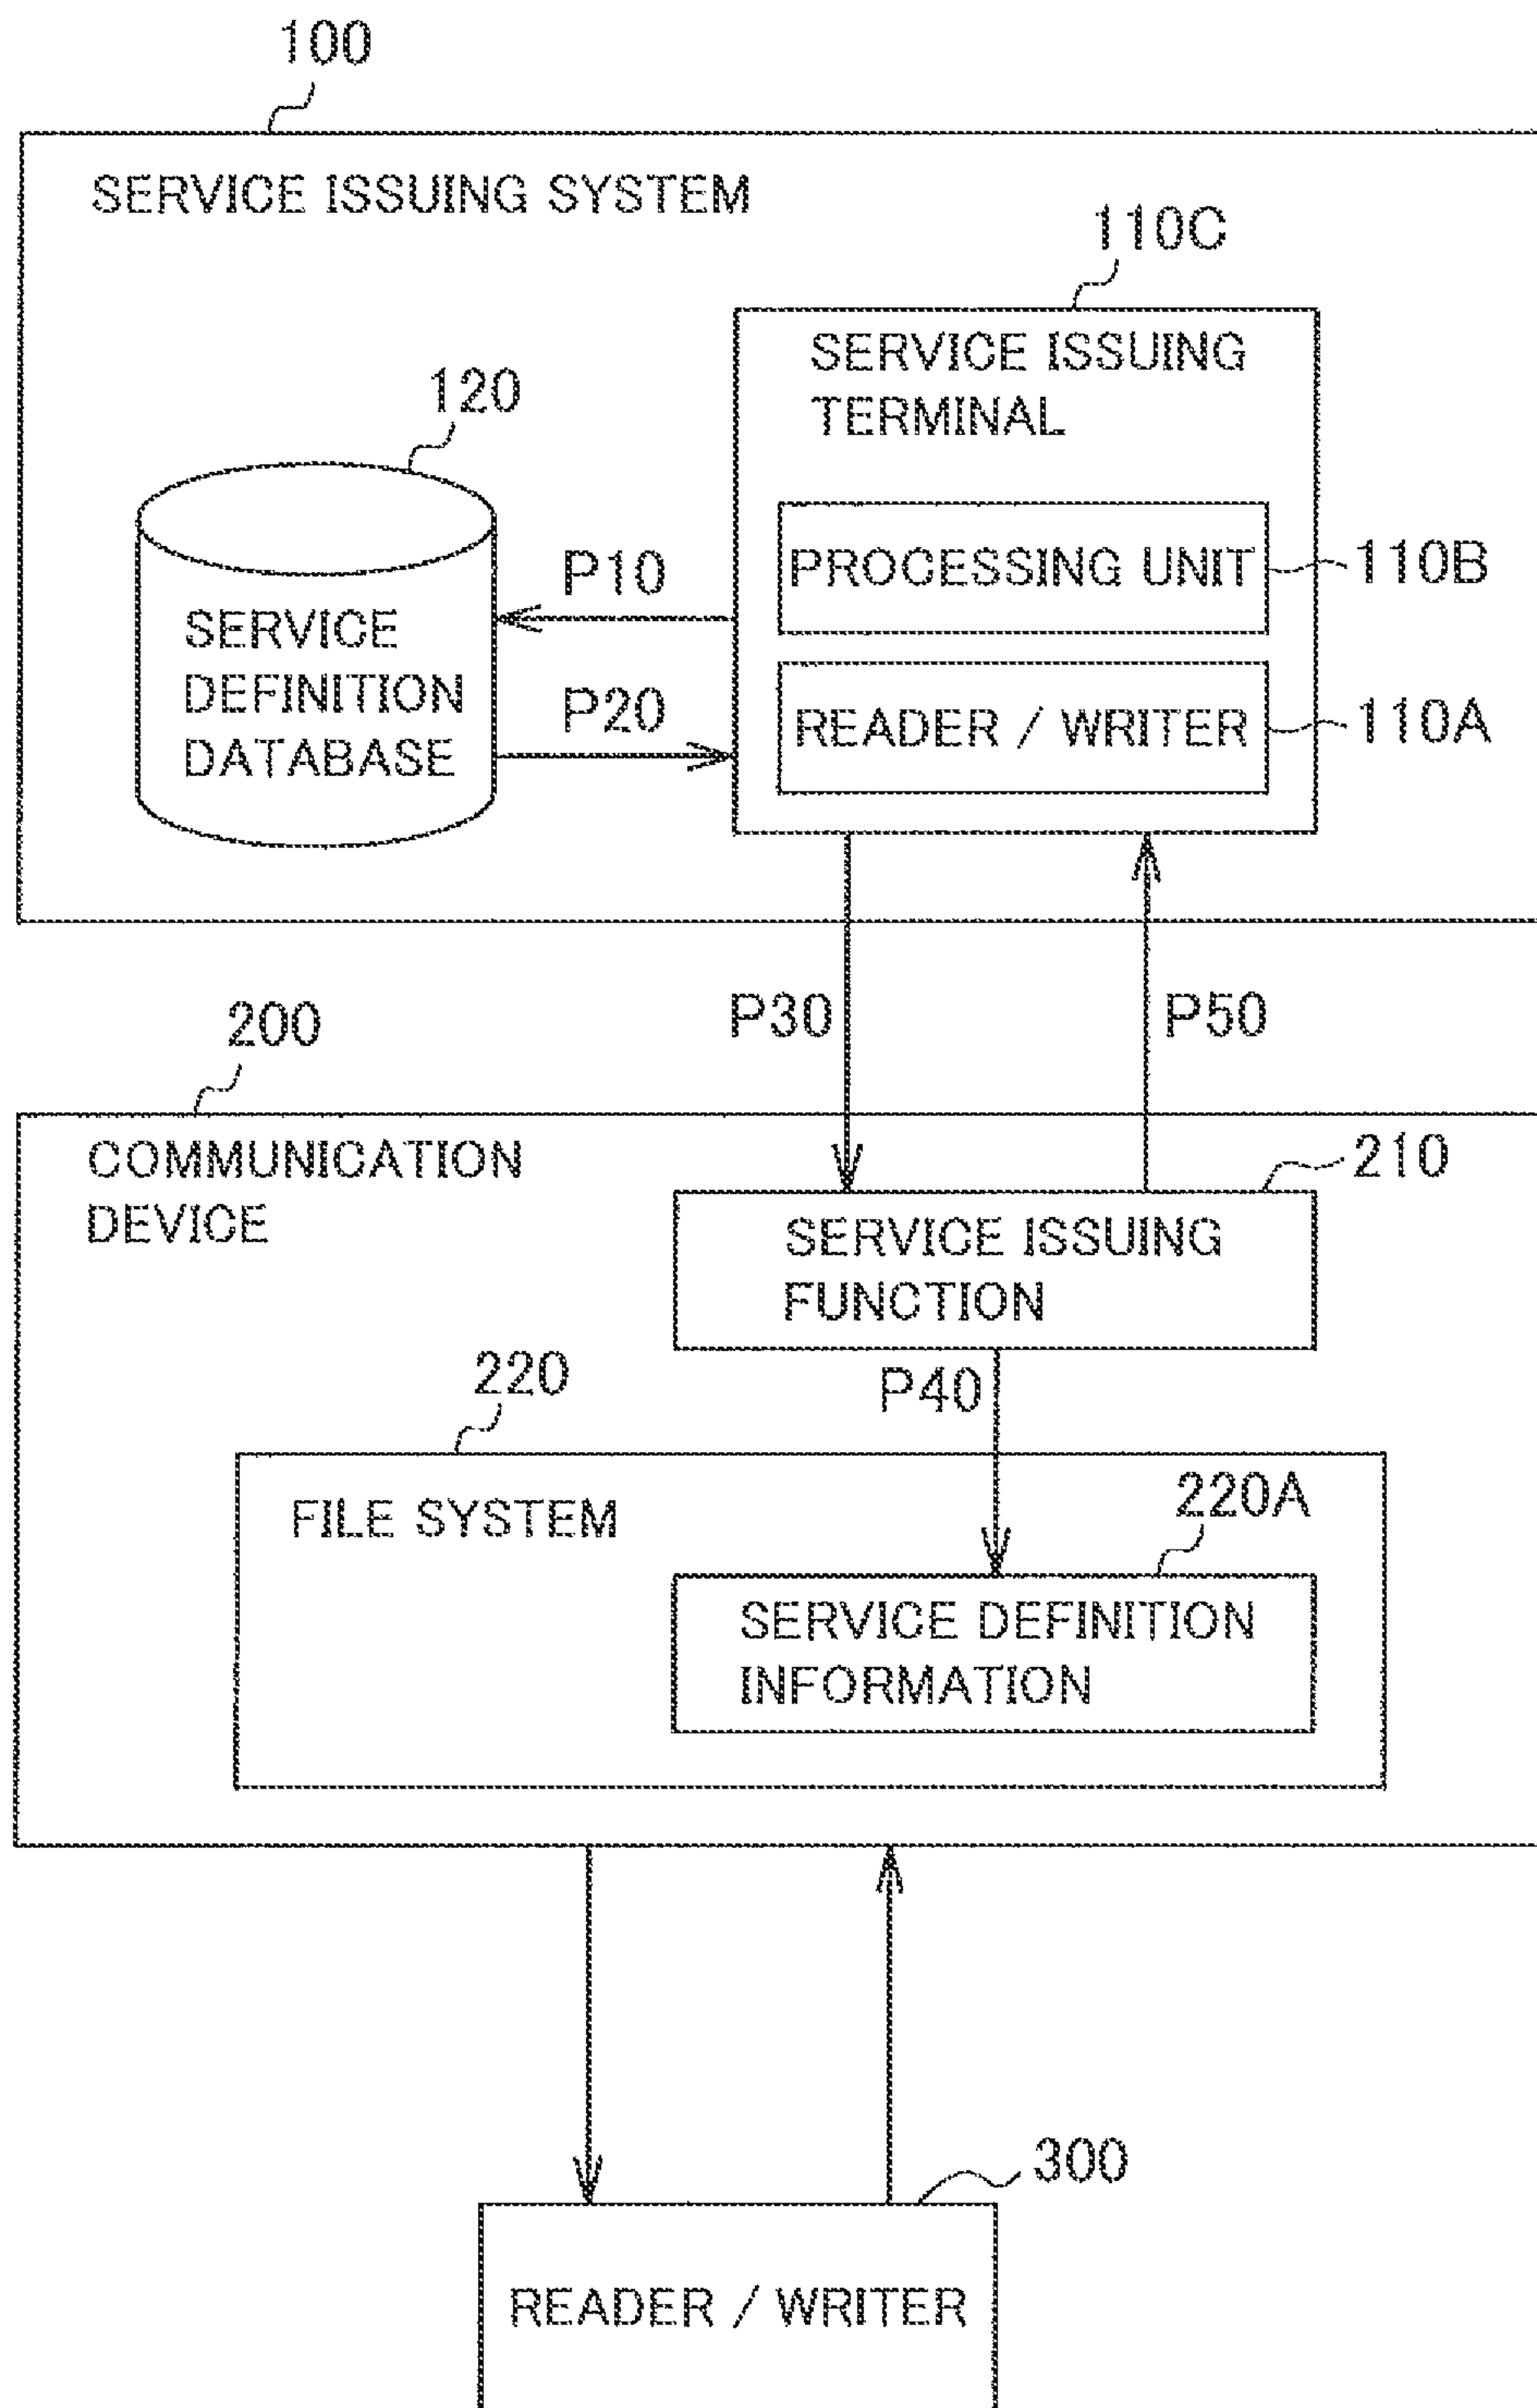 100
SERVICE ISSUING SYSTEM
110C
SERVICE ISSUING
TERMINAL
120
PROCESSING UNIT
110B
P10
SERVICE
DEFINITION
DATABASE
P20
READER / WRITER
110A
P30
P50
200
COMMUNICATION
DEVICE
210
SERVICE ISSUING
FUNCTION
220
P40
FILE SYSTEM
220A
SERVICE DEFINITION
INFORMATION
300
READER / WRITER